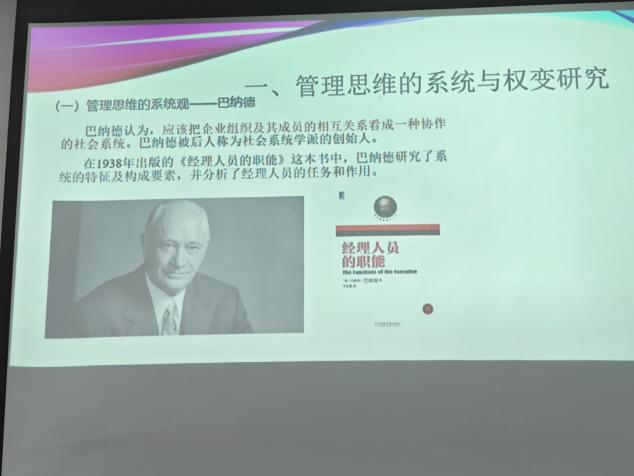 一、管理思维的系统与权变研究
（一）管理思维的系统观——巴纳德
巴纳德认为，应该把企业组织及其成员的相互关系看成一种协作
的社会系统。巴纳德被后人称为社会系统学派的创始人。
在1938年出版的《经理人员的职能》这本书中，巴纳德研究了系
统的特征及构成要素，并分析了经理人员的任务和作用。
经理人员
的职能
The Functions of the Executive
巴纳德